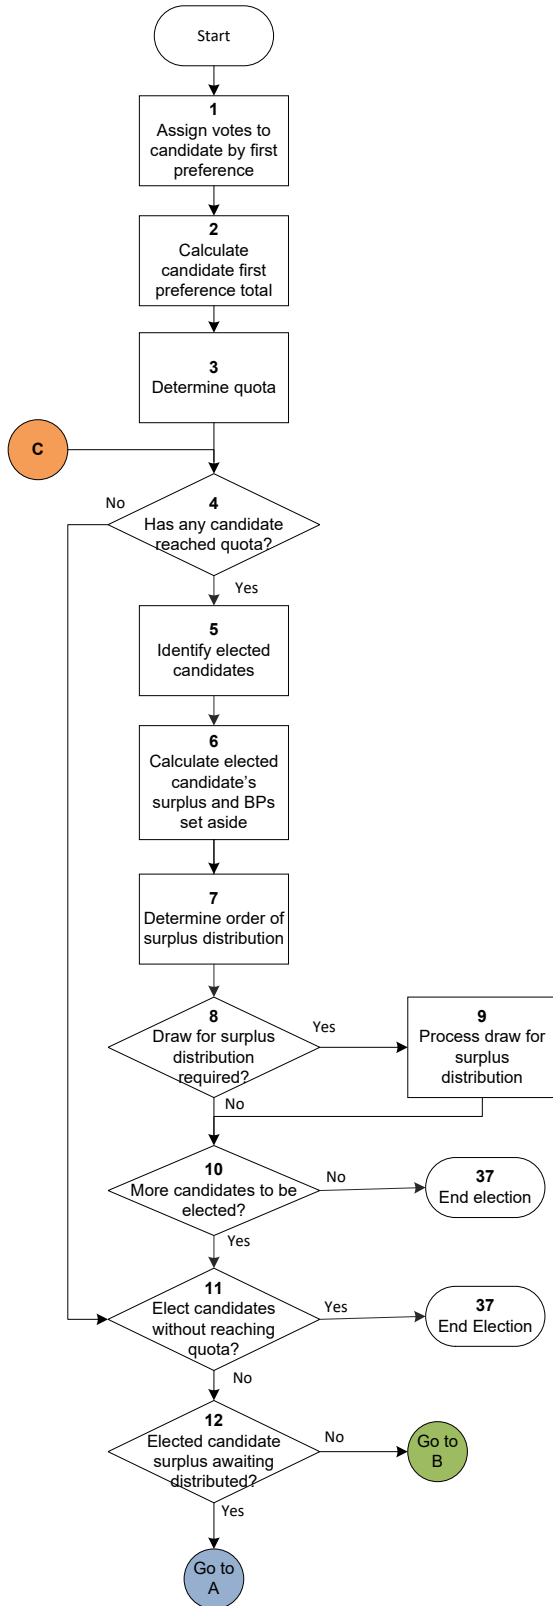 Start
1
Assign votes to
candidate by first
preference
2
Calculate
candidate first
preference total
3
Determine quota
C
No
4
Has any candidate
reached quota?
Yes
5
Identify elected
candidates
6
Calculate elected
candidate's
surplus and BPs
set aside
7
Determine order of
surplus distribution
8
Draw for surplus
distribution
required?
Yes
9
Process draw for
surplus
distribution
No
10
More candidates to be
elected?
No
37
End election
Yes
11
Elect candidates
without reaching
quota?
Yes
37
End Election
No
12
Elected candidate
surplus awaiting
distributed?
No
Go to
B
Yes
Go to
A